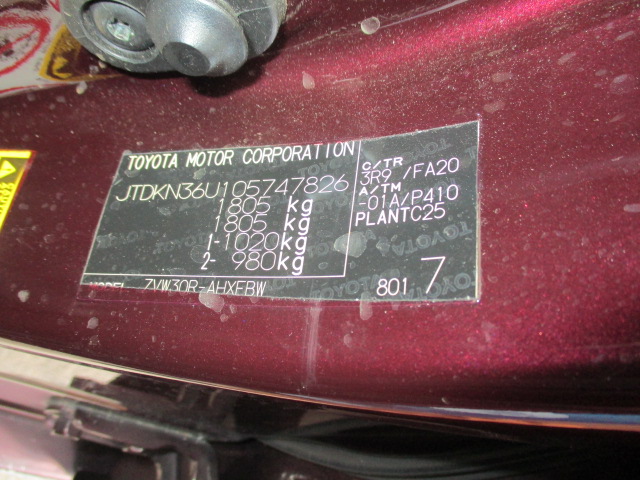 TOYOTA MOTOR CORPORATION
JTDKN36U105747826
1805 kg
1805 kg
1-1020kg
2- 980kg
C/TR
3R9 /FA20
A/TM
-01A/P410
PLANTC25
MODEL ZVW30R-AHXEBW
801 7